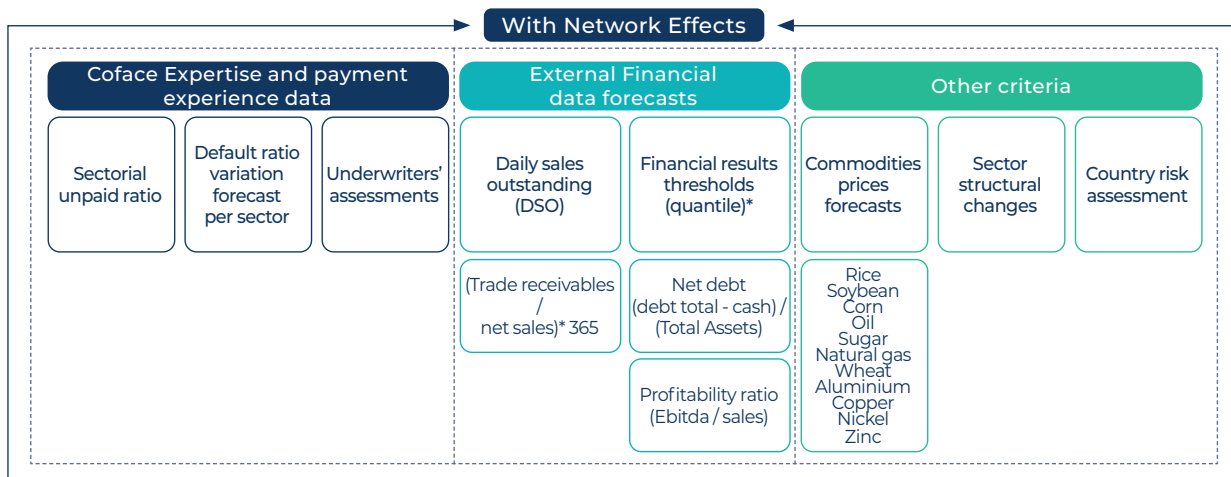 With Network Effects
Coface Expertise and payment
experience data
Sectorial
unpaid ratio
Default ratio
variation
forecast
per sector
Underwriters'
assessments
External Financial
data forecasts
Daily sales
outstanding
(DSO)
(Trade receivables
/
net sales)* 365
Financial results
thresholds
(quantile)*
Net debt
(debt total - cash) /
(Total Assets)
Profitability ratio
(Ebitda / sales)
Other criteria
Commodities
prices
forecasts
Rice
Soybean
Corn
Oil
Sugar
Natural gas
Wheat
Aluminium
Copper
Nickel
Zinc
Sector
structural
changes
Country risk
assessment